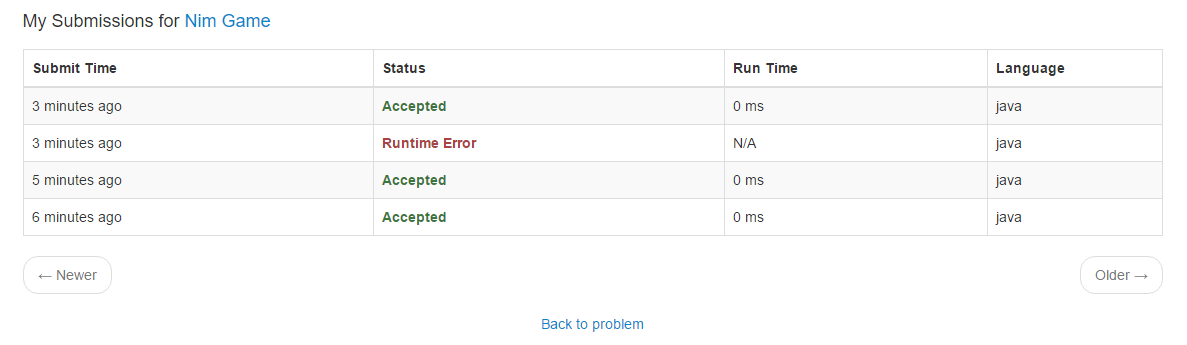 My Submissions for Nim Game
Submit Time Status Run Time Language
3 minutes ago Accepted 0 ms java
3 minutes ago Runtime Error N/A java
5 minutes ago Accepted 0 ms java
6 minutes ago Accepted 0 ms java
← Newer Older →
Back to problem